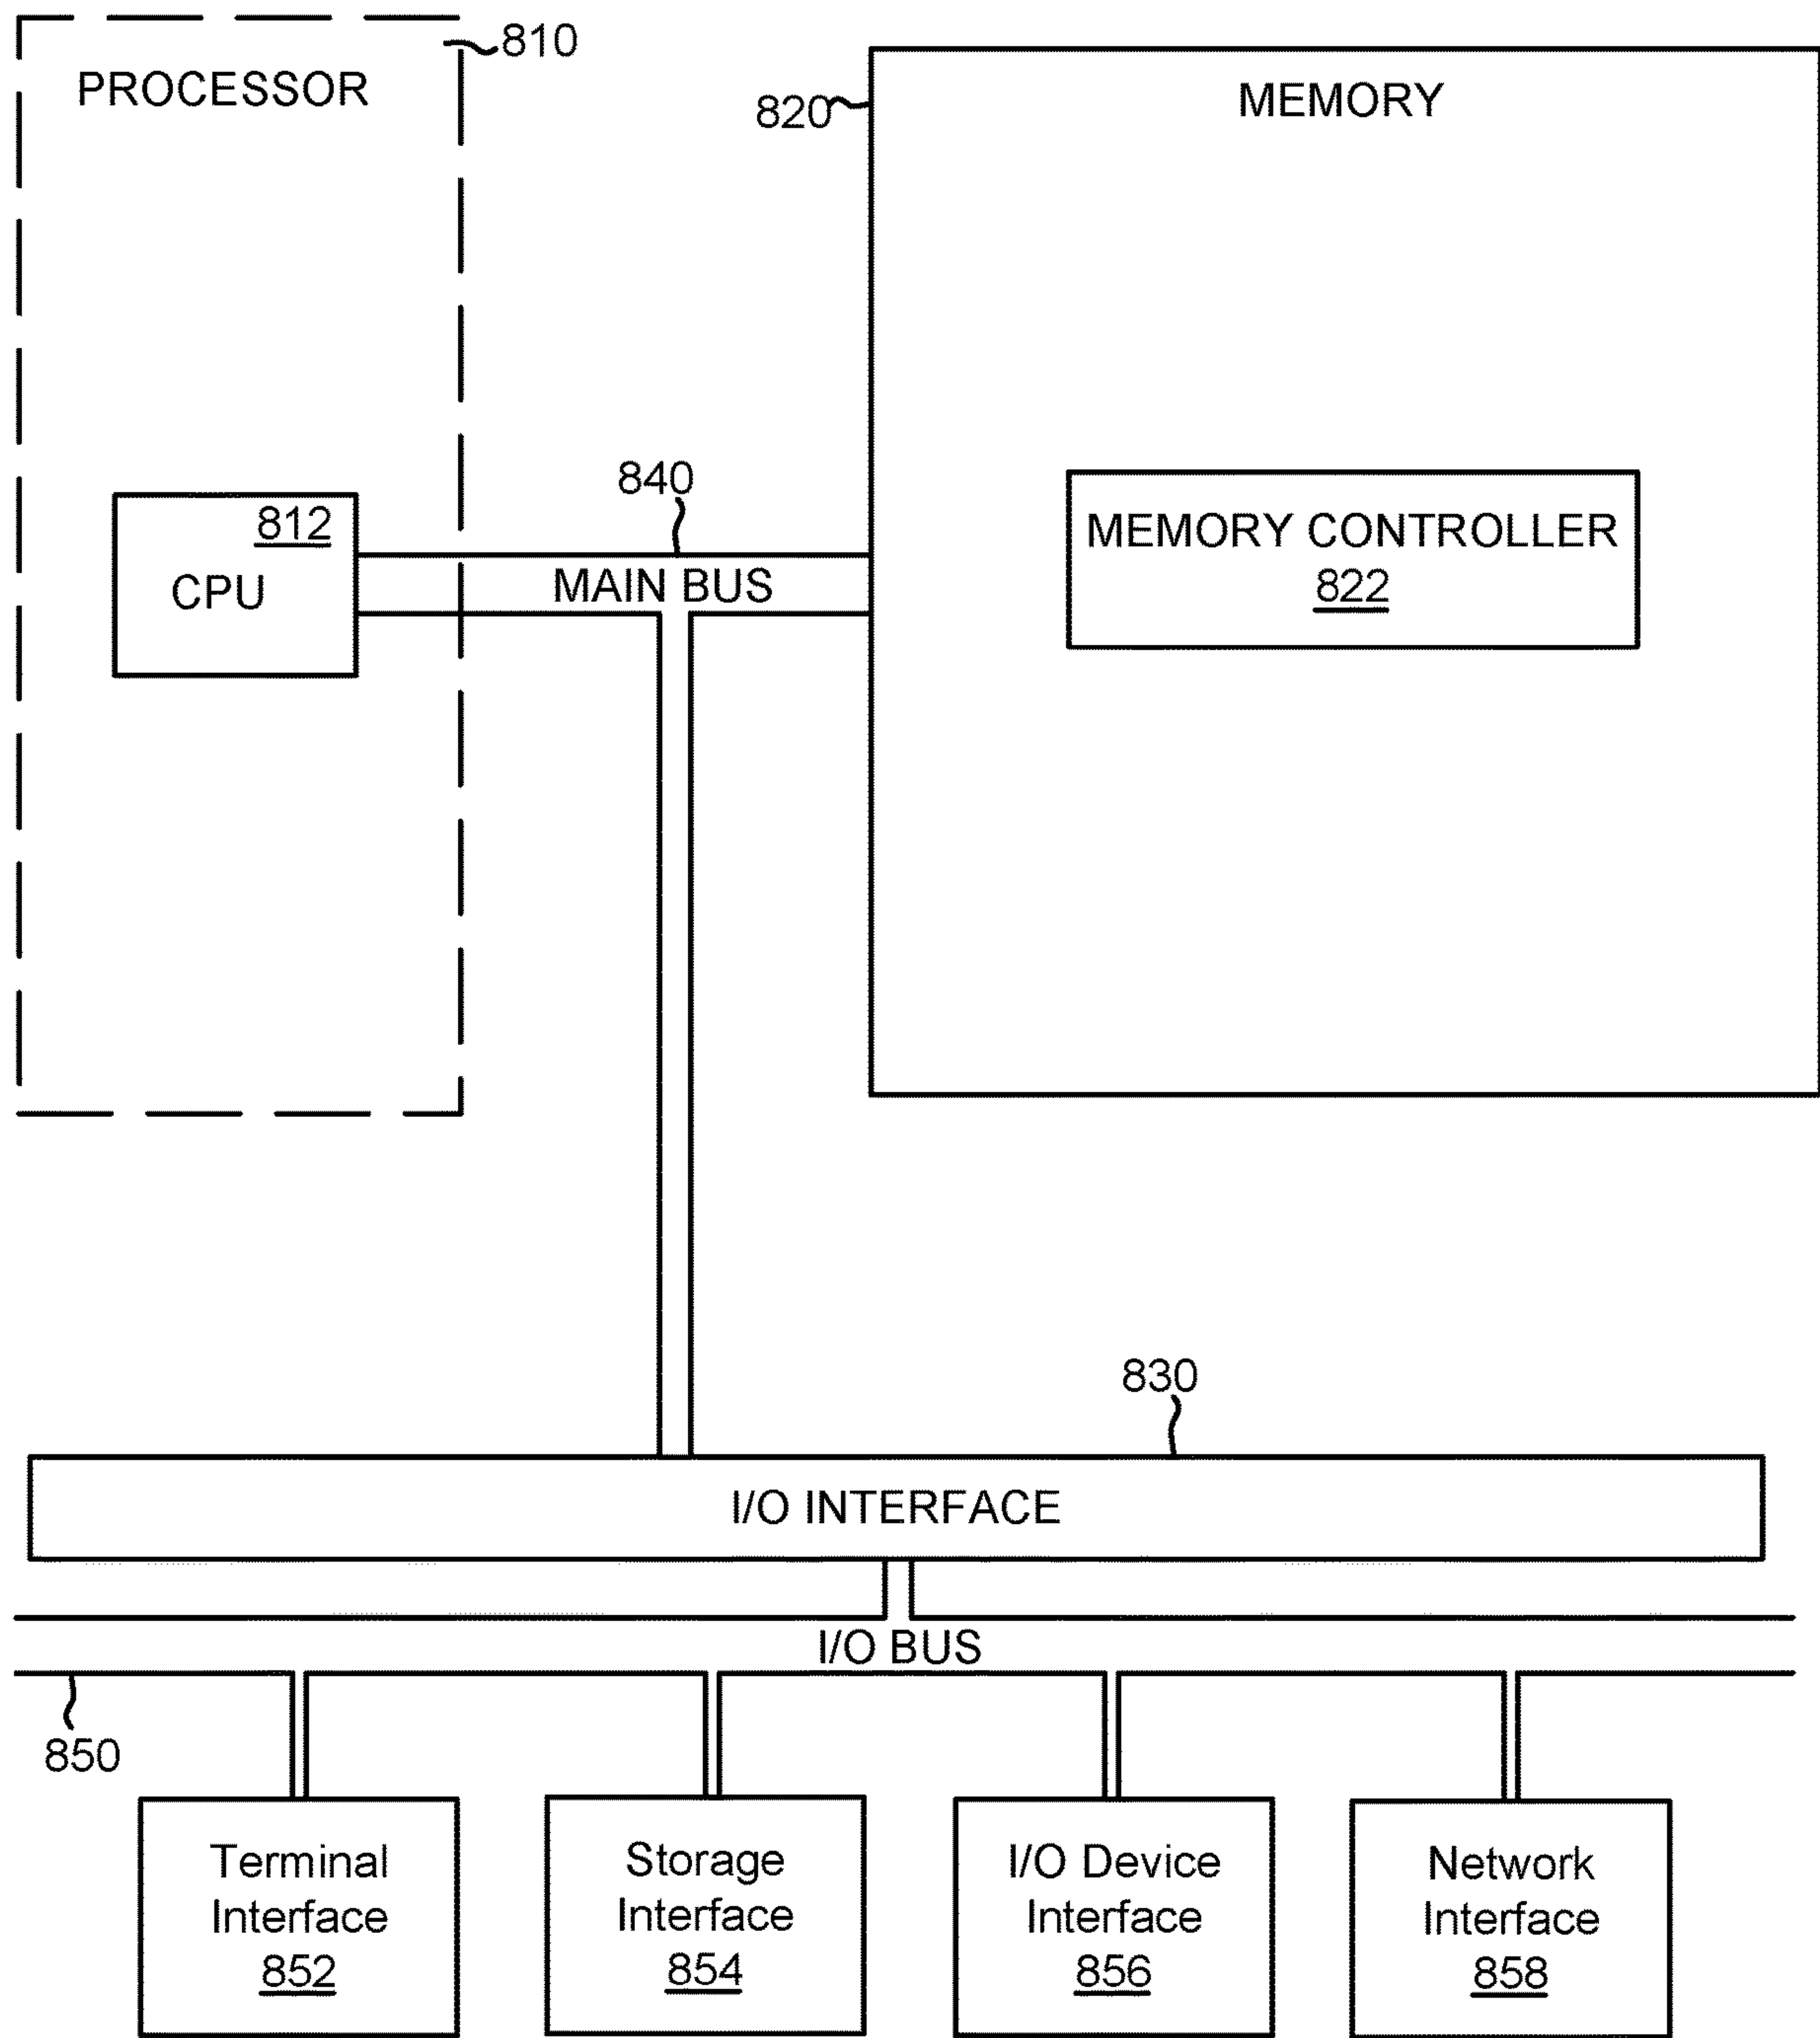 810
PROCESSOR
820
MEMORY
840
812
CPU
MAIN BUS
MEMORY CONTROLLER
822
830
I/O INTERFACE
I/O BUS
850
Terminal
Interface
852
Storage
Interface
854
I/O Device
Interface
856
Network
Interface
858